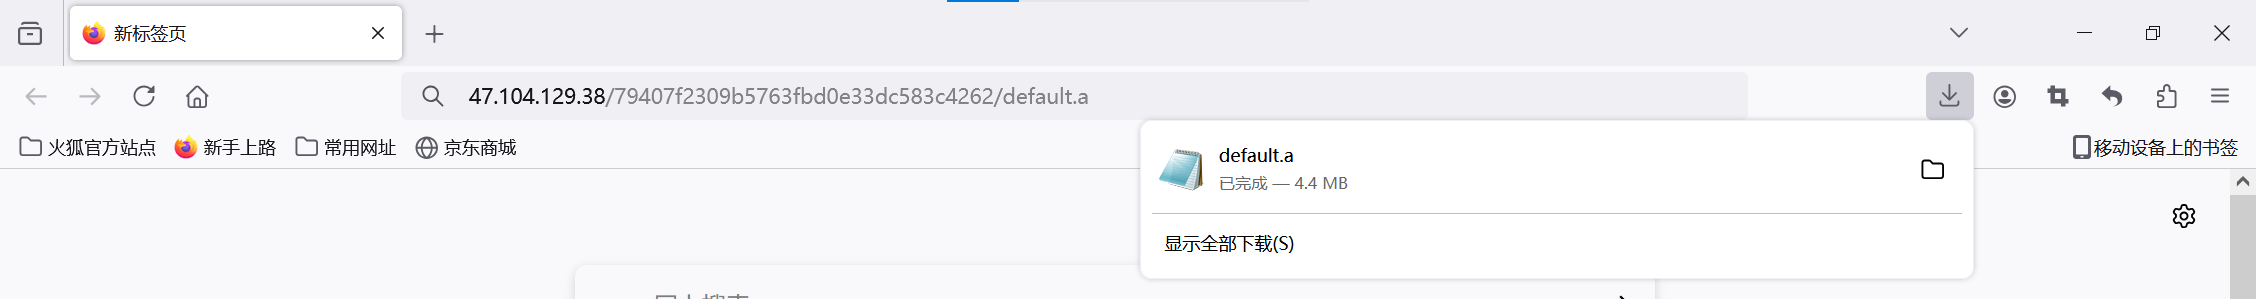 新标签页
47.104.129.38/79407f2309b5763fbd0e33dc583c4262/default.a
火狐官方站点 新手上路 常用网址 京东商城 移动设备上的书签
default.a
已完成 — 4.4 MB
显示全部下载(S)